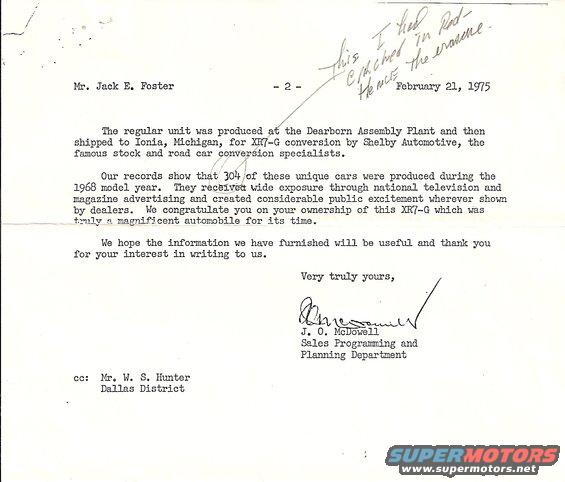 This I had
circled in Red-
Hence the erasure.
Mr. Jack E. Foster - 2 - February 21, 1975
The regular unit was produced at the Dearborn Assembly Plant and then
shipped to Ionia, Michigan, for XR7-G conversion by Shelby Automotive, the
famous stock and road car conversion specialists.
Our records show that 304 of these unique cars were produced during the
1968 model year. They received wide exposure through national television and
magazine advertising and created considerable public excitement wherever shown
by dealers. We congratulate you on your ownership of this XR7-G which was
truly a magnificent automobile for its time.
We hope the information we have furnished will be useful and thank you
for your interest in writing to us.
Very truly yours,
J. O. McDowell
J. O. McDowell
Sales Programming and
Planning Department
cc: Mr. W. S. Hunter
Dallas District
SUPERMOTORS
www.supermotors.net